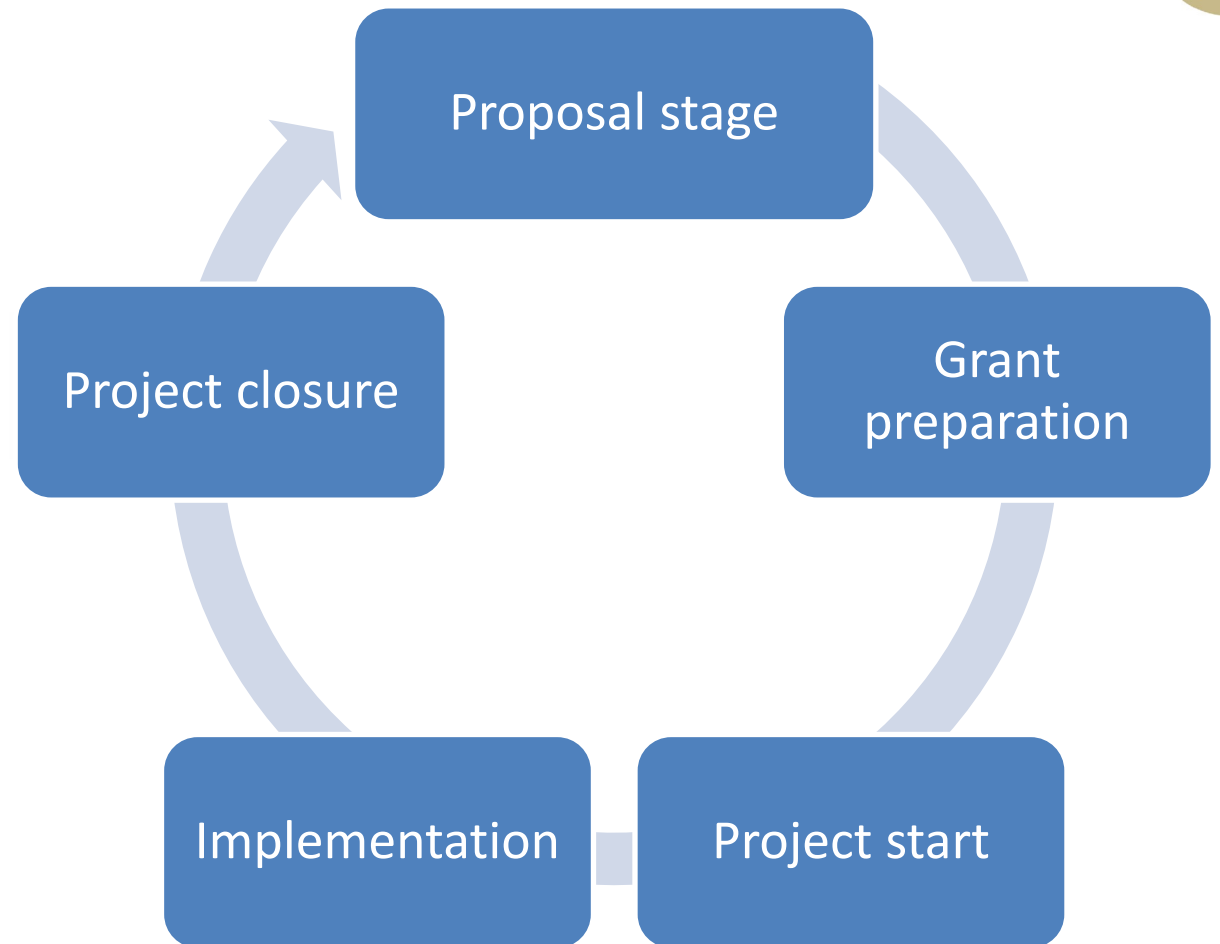 Proposal stage
Grant
preparation
Project start
Implementation
Project closure